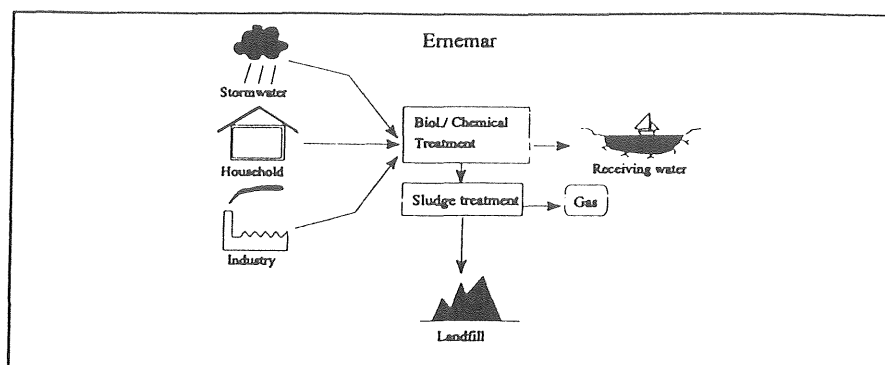 Ernemar
Stormwater
Biol./ Chemical
Treatment
Household
Receiving water
Sludge treatment
Gas
Industry
Landfill